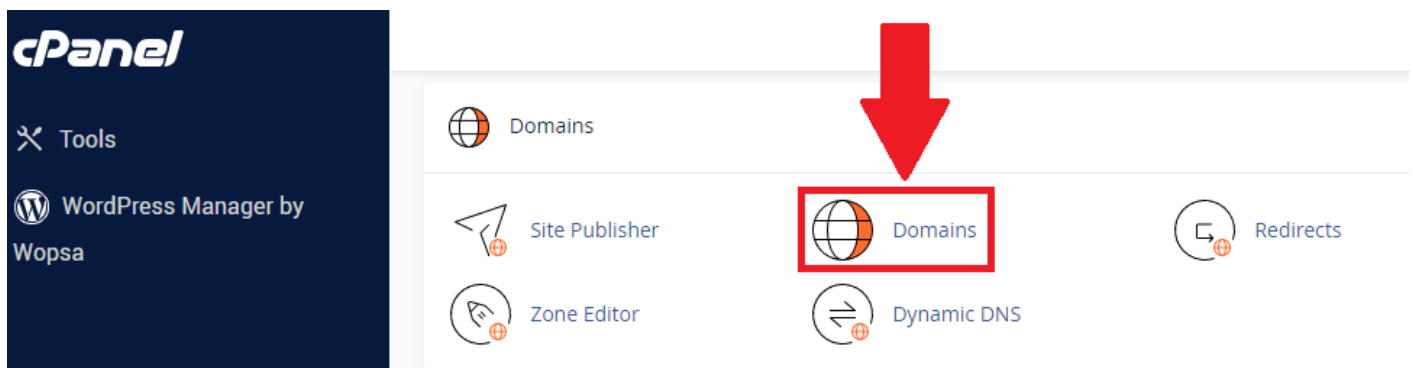 cPanel
Tools
WordPress Manager by
Wopsa
Domains
Site Publisher
Domains
Redirects
Zone Editor
Dynamic DNS